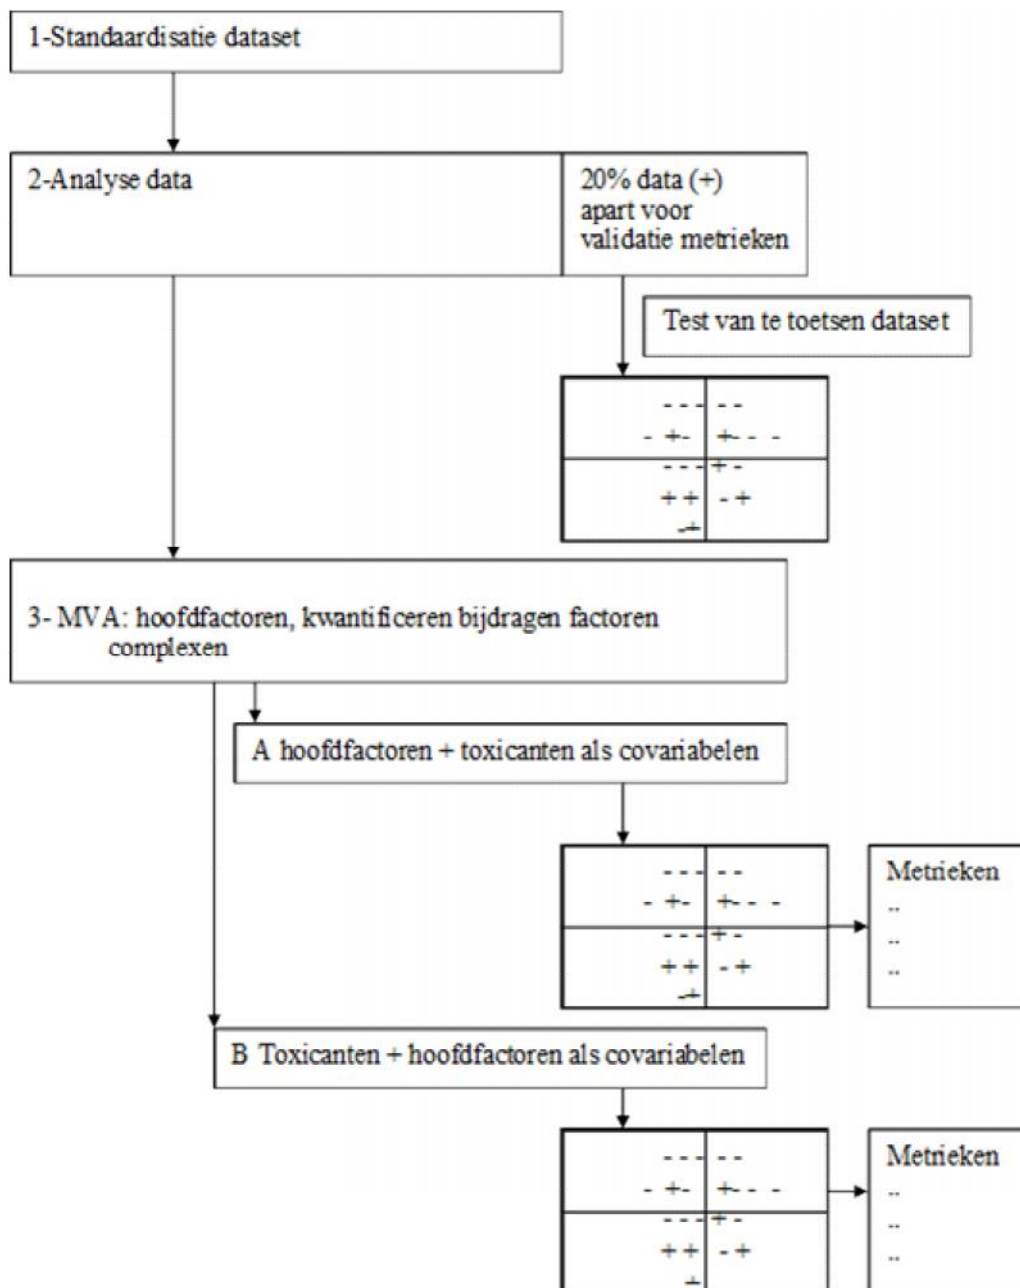 1-Standaardisatie dataset
2-Analyse data
20% data (+)
apart voor
validatie metrieken
Test van te toetsen dataset
- - - - -
- +- +- - -
- - - + -
+ + - +
-+
3- MVA: hoofdfactoren, kwantificeren bijdragen factoren
complexen
A hoofdfactoren + toxicanten als covariabelen
- - - - -
- +- +- - -
- - - + -
+ + - +
-+
Metrieken
..
..
..
B Toxicanten + hoofdfactoren als covariabelen
- - - - -
- +- +- - -
- - - + -
+ + - +
+
Metrieken
..
..
..